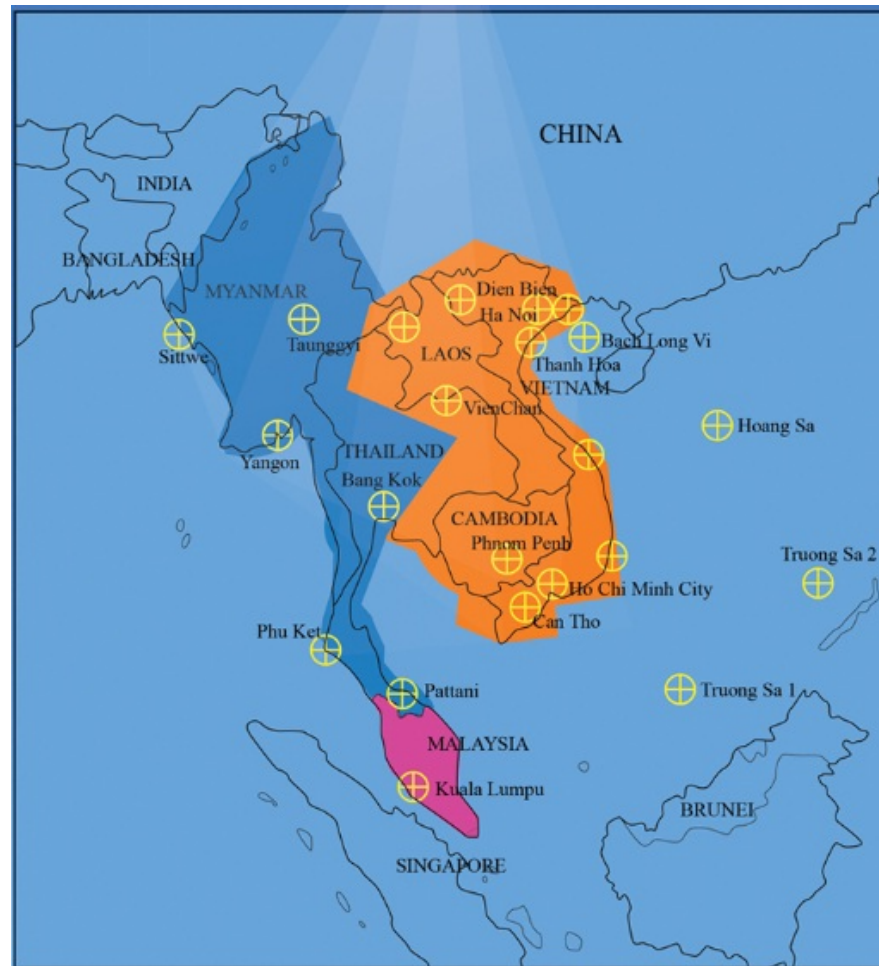 CHINA
INDIA
BANGLADESH
MYANMAR
Dien Bien
Ha Noi
Taunggyi
Bach Long Vi
Sittwe
LAOS
Thanh Hoa
VIETNAM
VienChan
Hoang Sa
Yangon
THAILAND
Bang Kok
CAMBODIA
Phnom Penh
Truong Sa 2
Ho Chi Minh City
Can Tho
Phu Ket
Pattani
Truong Sa 1
MALAYSIA
Kuala Lumpu
BRUNEI
SINGAPORE